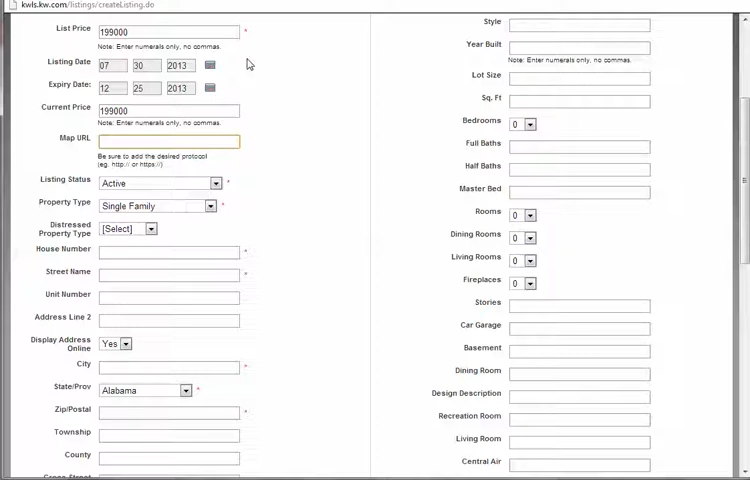 kwls.kw.com/listings/createListing.do
List Price
199000
*
Note: Enter numerals only, no commas.
Listing Date
07
30
2013
Expiry Date:
12
25
2013
Current Price
199000
Note: Enter numerals only, no commas.
Map URL
Be sure to add the desired protocol
(eg. http:// or https://)
Listing Status
Active
*
Property Type
Single Family
*
Distressed
Property Type
[Select]
House Number
*
Street Name
*
Unit Number
Address Line 2
Display Address
Online
Yes
City
*
State/Prov
Alabama
*
Zip/Postal
*
Township
County
Style
Year Built
Note: Enter numerals only, no commas.
Lot Size
Sq. Ft
Bedrooms
0
Full Baths
Half Baths
Master Bed
Rooms
0
Dining Rooms
0
Living Rooms
0
Fireplaces
0
Stories
Car Garage
Basement
Dining Room
Design Description
Recreation Room
Living Room
Central Air